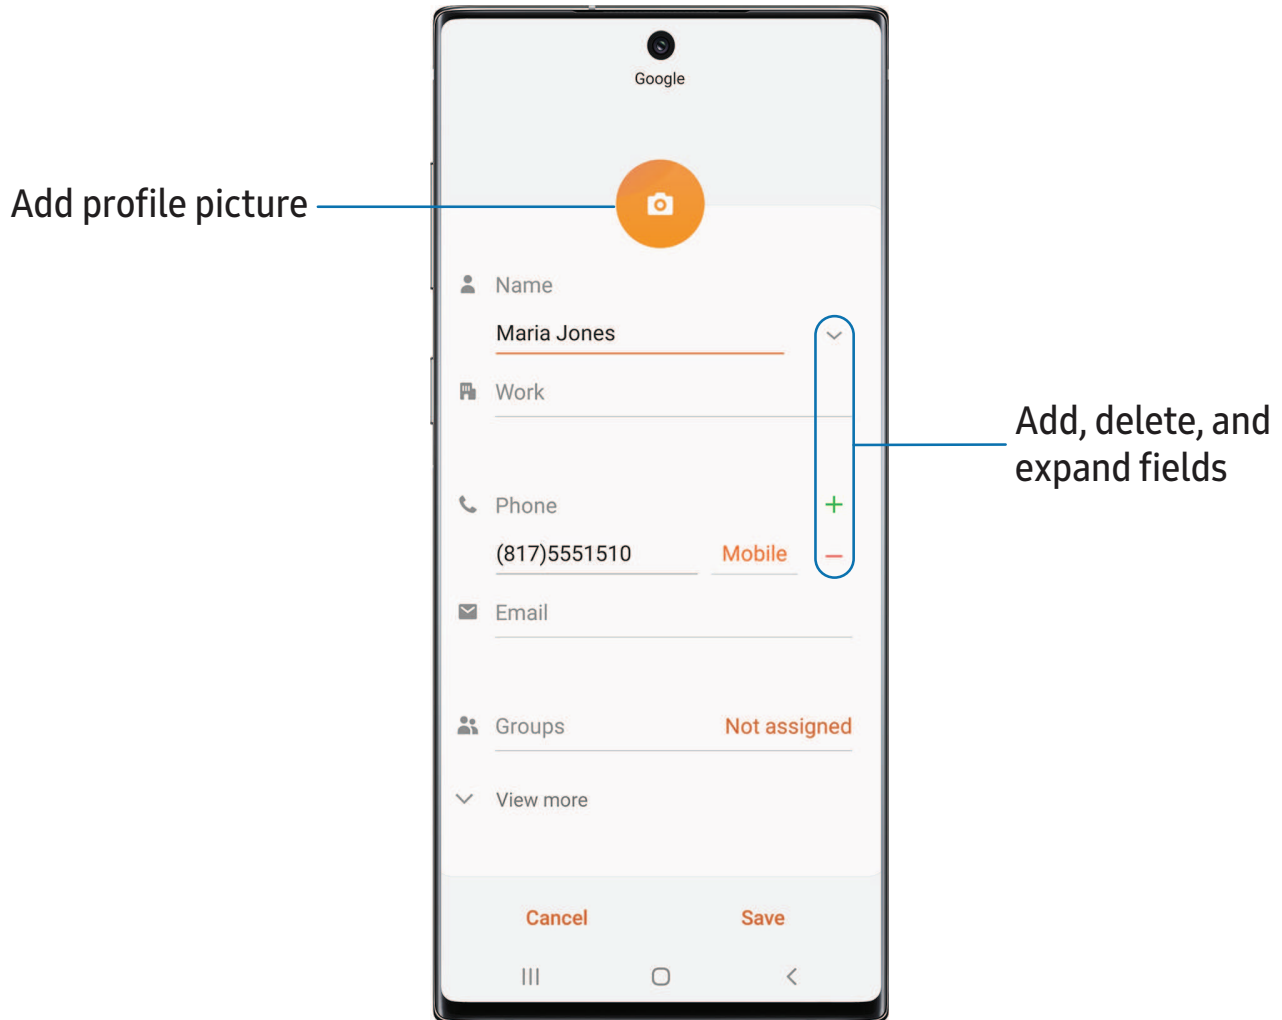 Google
Add profile picture
Name
Maria Jones
Work
Add, delete, and
expand fields
Phone
(817)5551510 Mobile
Email
Groups Not assigned
View more
Cancel Save